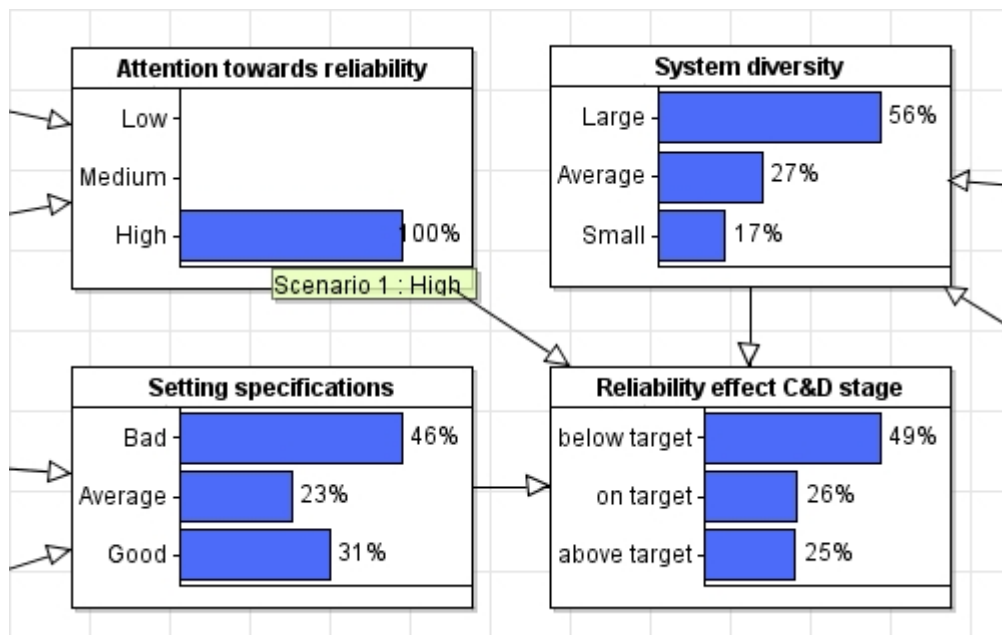 Attention towards reliability
Low
Medium
High
100%
Scenario 1 : High
System diversity
Large
56%
Average
27%
Small
17%
Setting specifications
Bad
46%
Average
23%
Good
31%
Reliability effect C&D stage
below target
49%
on target
26%
above target
25%